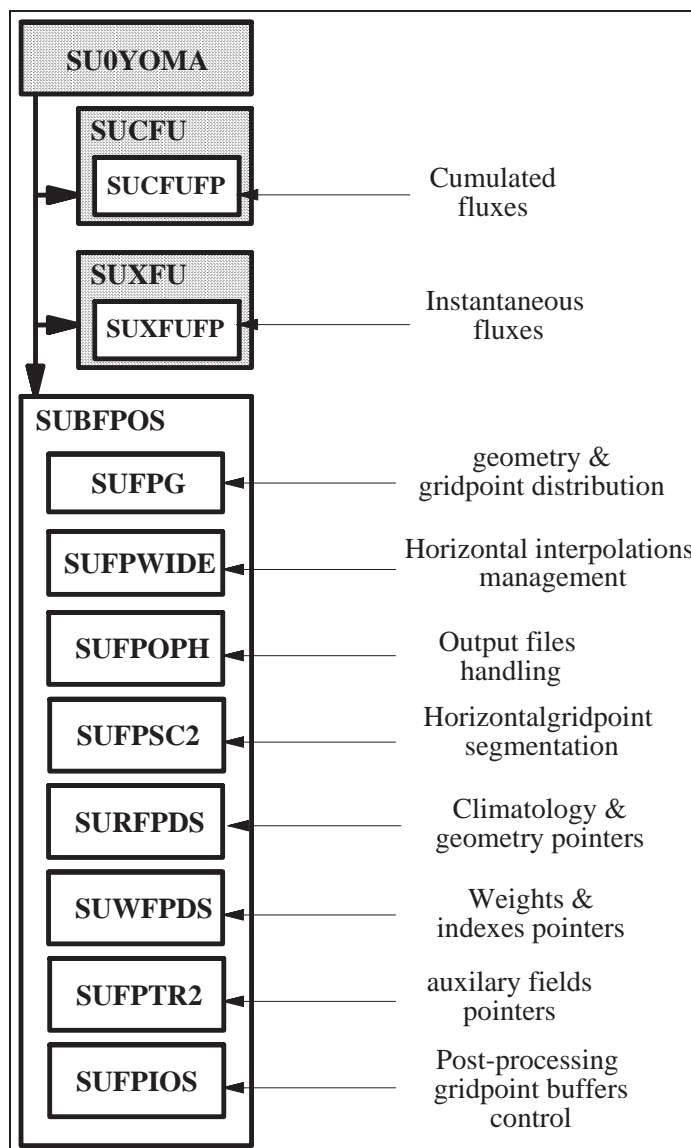 SU0YOMA
SUCFU
SUCFUFP
Cumulated
fluxes
SUXFU
SUXFUFP
Instantaneous
fluxes
SUBFPOS
SUFPG
geometry &
gridpoint distribution
SUFPWIDE
Horizontal interpolations
management
SUFPOPH
Output files
handling
SUFPSC2
Horizontalgridpoint
segmentation
SURFPDS
Climatology &
geometry pointers
SUWFPDS
Weights &
indexes pointers
SUFPTR2
auxilary fields
pointers
SUFPIOS
Post-processing
gridpoint buffers
control